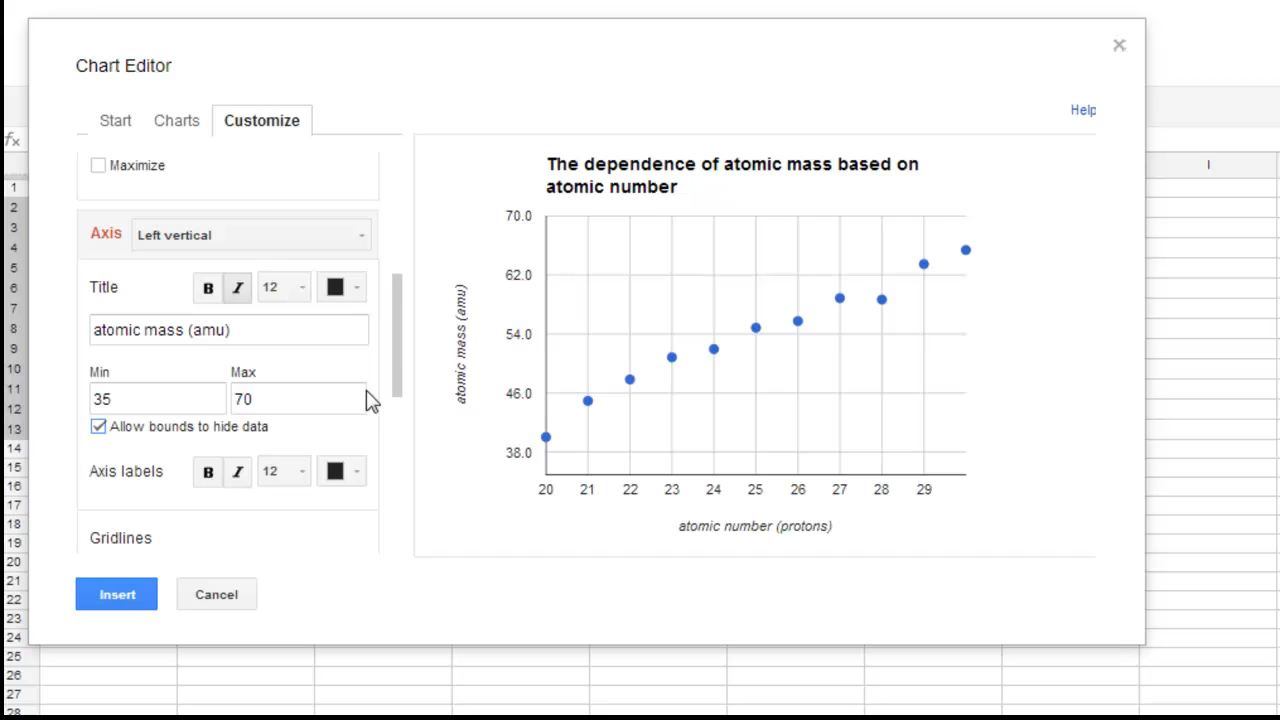 Chart Editor
Help
Start Charts Customize
fx
Maximize
Axis Left vertical
Title B I 12
atomic mass (amu)
Min Max
35 70
Allow bounds to hide data
Axis labels B I 12
Gridlines
Insert Cancel
The dependence of atomic mass based on
atomic number
70.0
62.0
54.0
46.0
38.0
atomic mass (amu)
20 21 22 23 24 25 26 27 28 29
atomic number (protons)
I
1
2
3
4
5
6
7
8
9
10
11
12
13
14
15
16
17
18
19
20
21
22
23
24
25
26
27
28